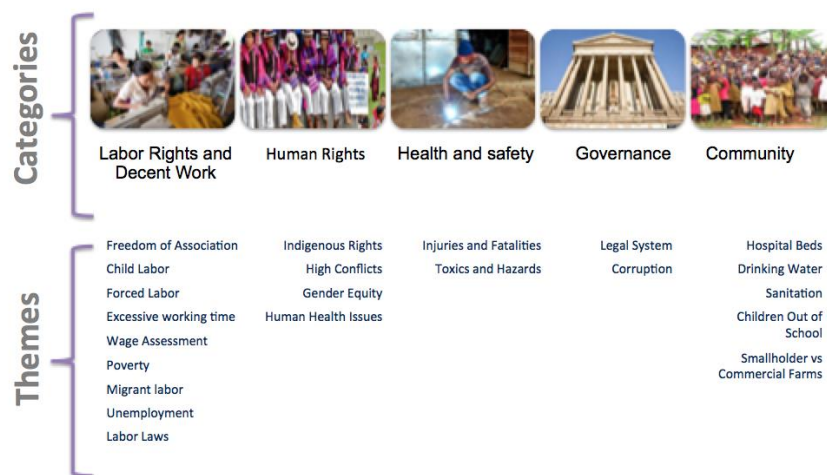 Categories
Labor Rights and
Decent Work
Human Rights
Health and safety
Governance
Community
Themes
Freedom of Association
Child Labor
Forced Labor
Excessive working time
Wage Assessment
Poverty
Migrant labor
Unemployment
Labor Laws
Indigenous Rights
High Conflicts
Gender Equity
Human Health Issues
Injuries and Fatalities
Toxics and Hazards
Legal System
Corruption
Hospital Beds
Drinking Water
Sanitation
Children Out of
School
Smallholder vs
Commercial Farms